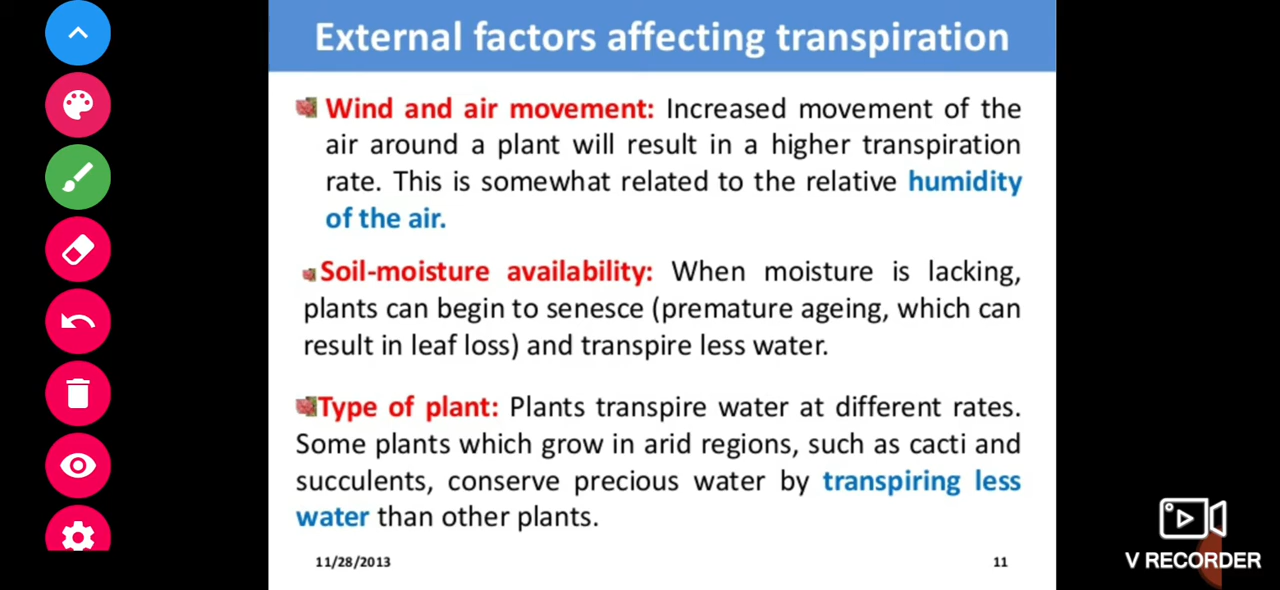 External factors affecting transpiration
Wind and air movement: Increased movement of the
air around a plant will result in a higher transpiration
rate. This is somewhat related to the relative humidity
of the air.
Soil-moisture availability: When moisture is lacking,
plants can begin to senesce (premature ageing, which can
result in leaf loss) and transpire less water.
Type of plant: Plants transpire water at different rates.
Some plants which grow in arid regions, such as cacti and
succulents, conserve precious water by transpiring less
water than other plants.
11/28/2013
11
V RECORDER